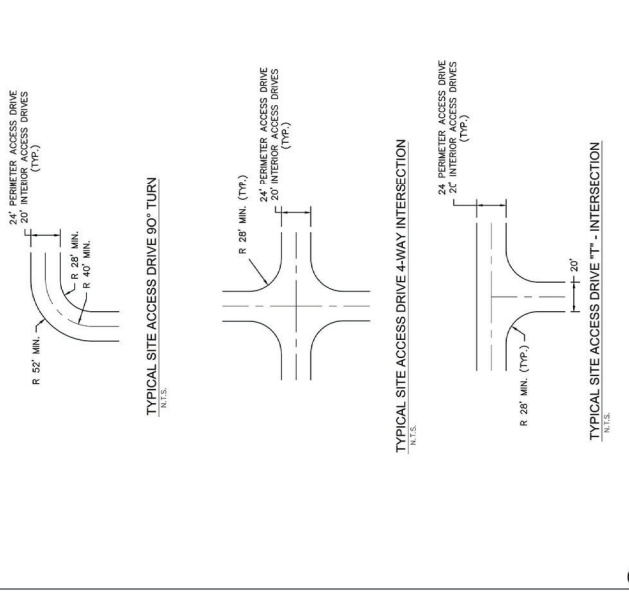 24' PERIMETER ACCESS DRIVE
20' INTERIOR ACCESS DRIVES
(TYP.)
R 28' MIN.
R 40' MIN.
R 52' MIN.
TYPICAL SITE ACCESS DRIVE 90° TURN
N.T.S.
24' PERIMETER ACCESS DRIVE
20' INTERIOR ACCESS DRIVES
(TYP.)
R 28' MIN. (TYP.)
TYPICAL SITE ACCESS DRIVE 4-WAY INTERSECTION
N.T.S.
24 PERIMETER ACCESS DRIVE
INTERIOR ACCESS DRIVES
(TYP.)
20'
R 28' MIN. (TYP.)
TYPICAL SITE ACCESS DRIVE "T" - INTERSECTION
N.T.S.